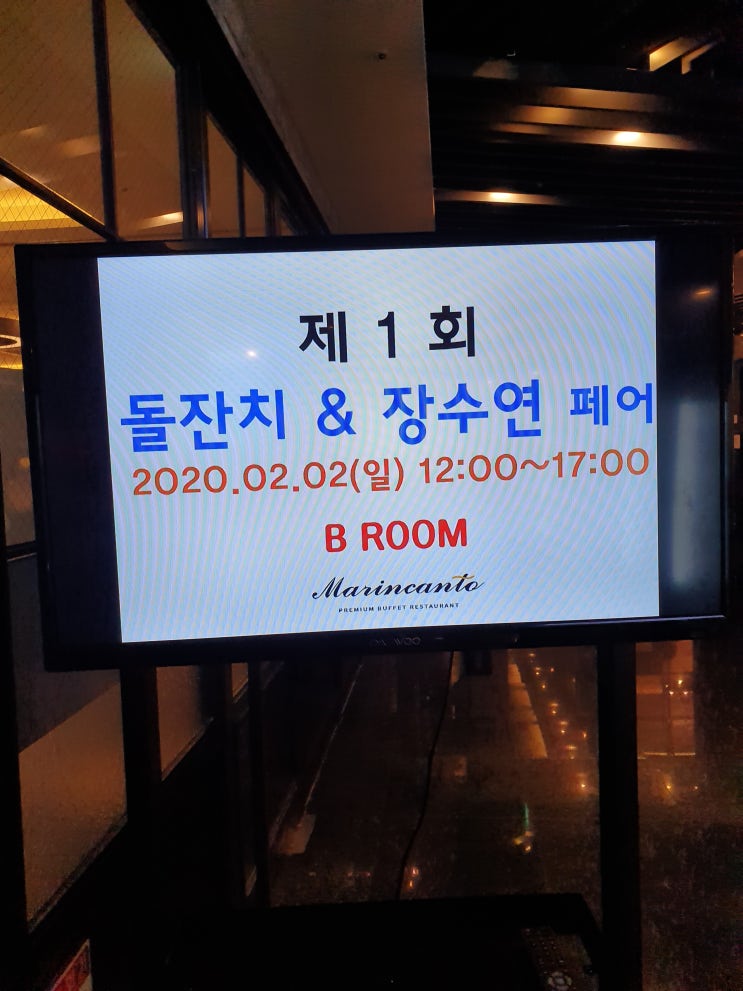 제 1 회
돌잔치 & 장수연 페어
2020.02.02(일) 12:00~17:00
B ROOM
Marincanto
PREMIUM BUFFET RESTAURANT